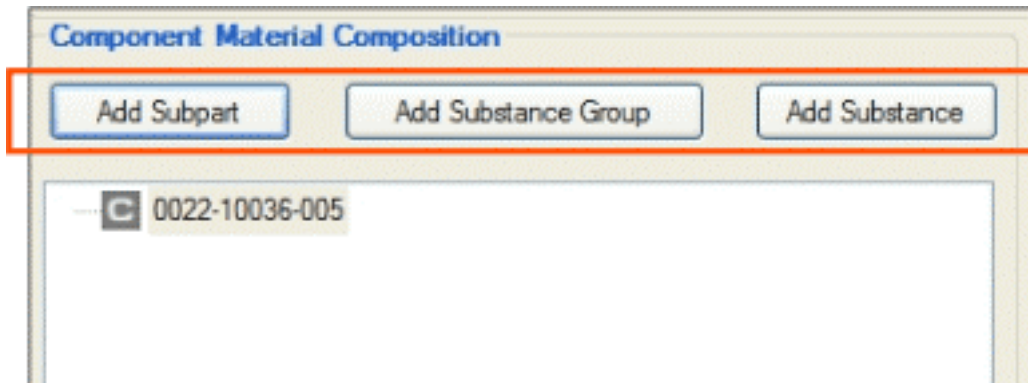 Component Material Composition
Add Subpart Add Substance Group Add Substance
C 0022-10036-005